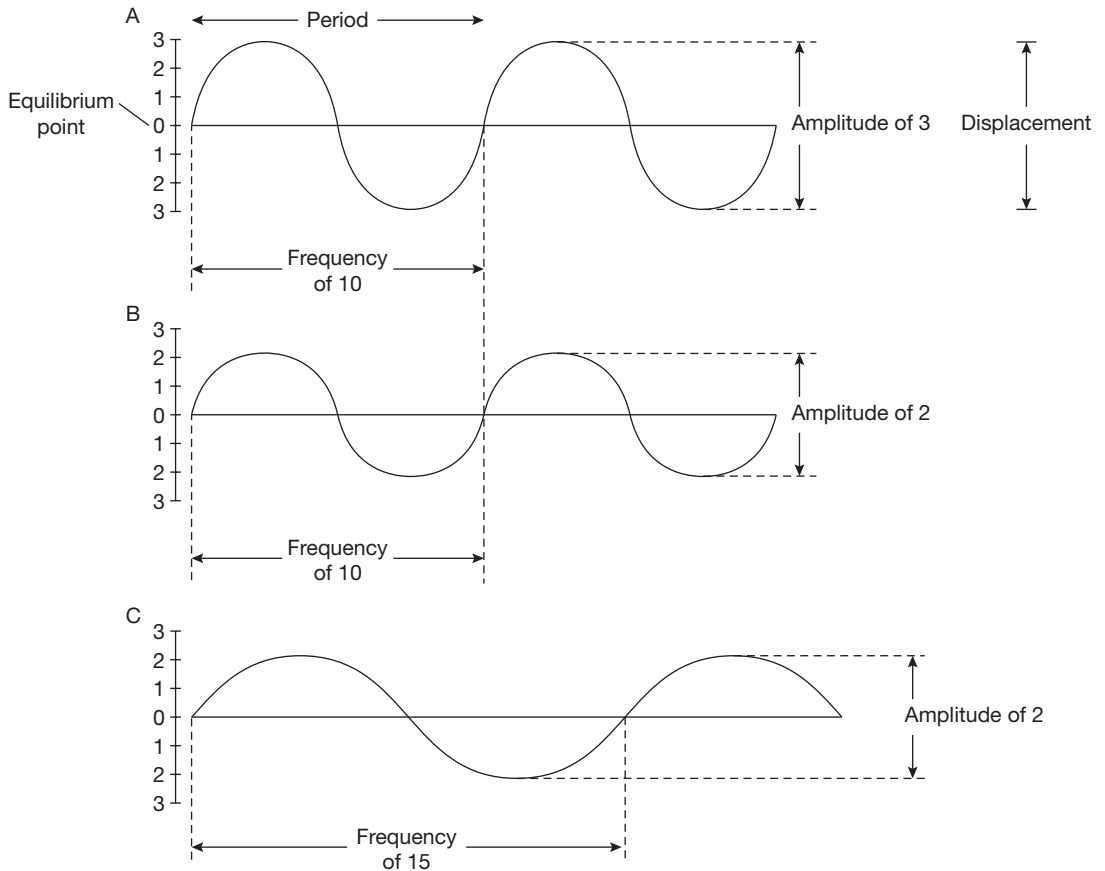 A
Period
3
2
1
0
1
2
3
Equilibrium
point
Amplitude of 3
Displacement
Frequency
of 10
B
3
2
1
0
1
2
3
Amplitude of 2
Frequency
of 10
C
3
2
1
0
1
2
3
Amplitude of 2
Frequency
of 15